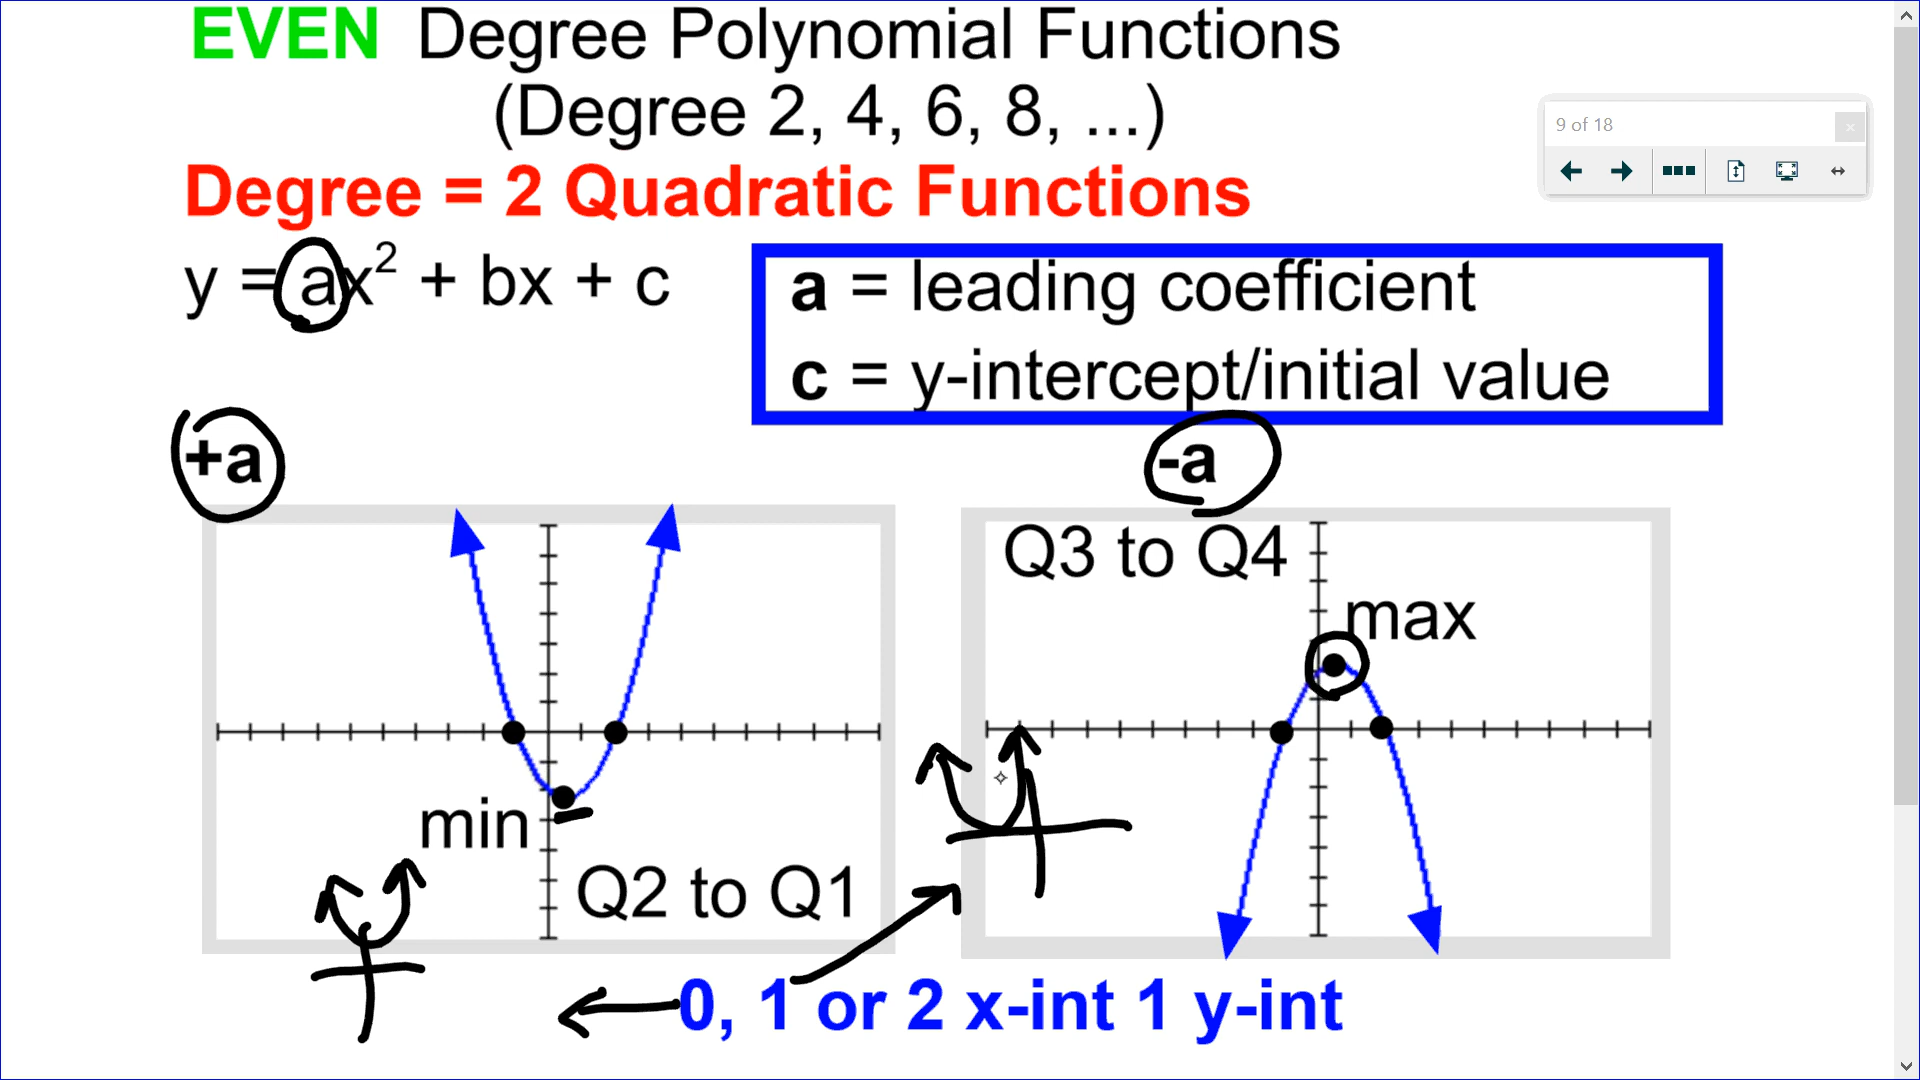 EVEN Degree Polynomial Functions
(Degree 2, 4, 6, 8, ...)
9 of 18
Degree = 2 Quadratic Functions
y = ax² + bx + c
a = leading coefficient
c = y-intercept/initial value
+a
-a
Q3 to Q4
max
min
Q2 to Q1
0, 1 or 2 x-int 1 y-int